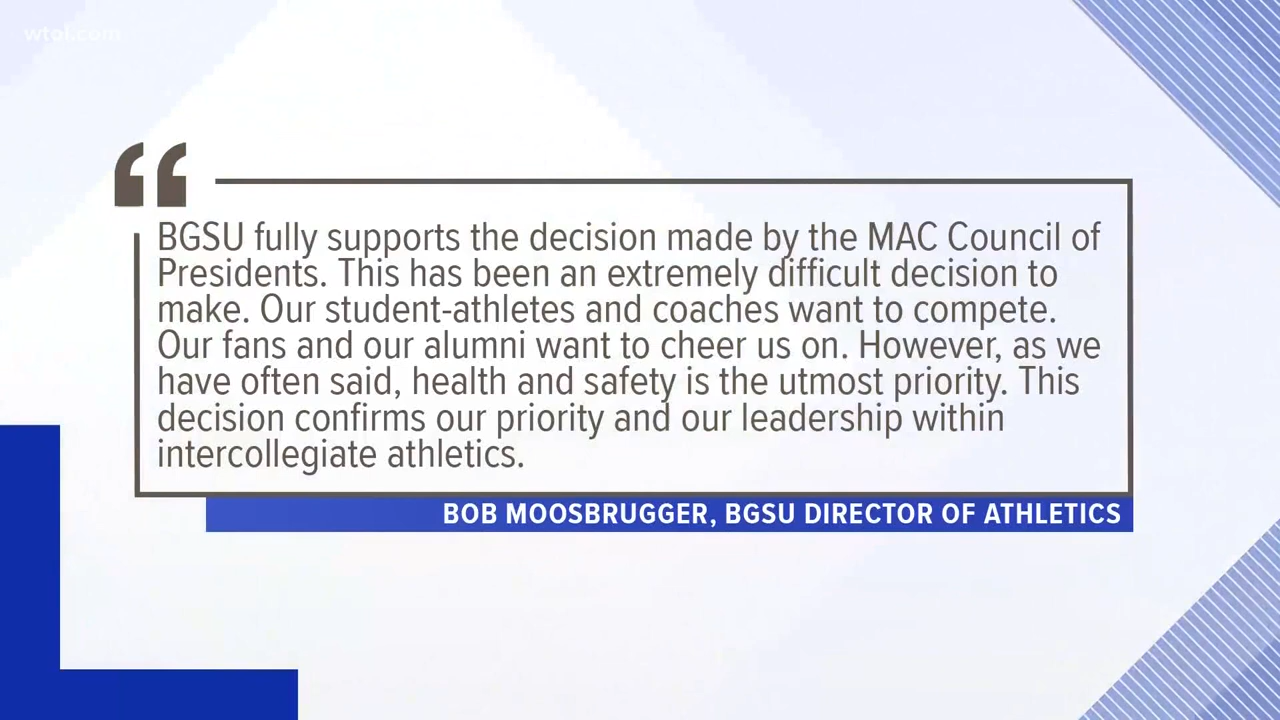 wtol.com
“
BGSU fully supports the decision made by the MAC Council of
Presidents. This has been an extremely difficult decision to
make. Our student-athletes and coaches want to compete.
Our fans and our alumni want to cheer us on. However, as we
have often said, health and safety is the utmost priority. This
decision confirms our priority and our leadership within
intercollegiate athletics.
BOB MOOSBRUGGER, BGSU DIRECTOR OF ATHLETICS